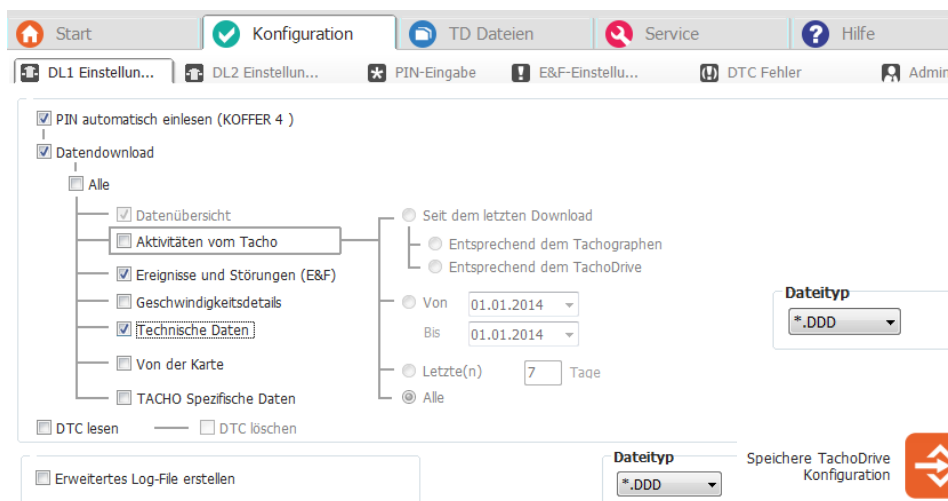 Start Konfiguration TD Dateien Service Hilfe
DL1 Einstellun... DL2 Einstellun... PIN-Eingabe E&F-Einstellu... DTC Fehler Admin
PIN automatisch einlesen (KOFFER 4 )
Datendownload
Alle
Datenübersicht
Aktivitäten vom Tacho
Ereignisse und Störungen (E&F)
Geschwindigkeitsdetails
Technische Daten
Von der Karte
TACHO Spezifische Daten
Seit dem letzten Download
Entsprechend dem Tachographen
Entsprechend dem TachoDrive
Von 01.01.2014
Bis 01.01.2014
Letzte(n) 7 Tage
Alle
Dateityp
*.DDD
DTC lesen DTC löschen
Erweitertes Log-File erstellen
Dateityp
*.DDD
Speichere TachoDrive
Konfiguration